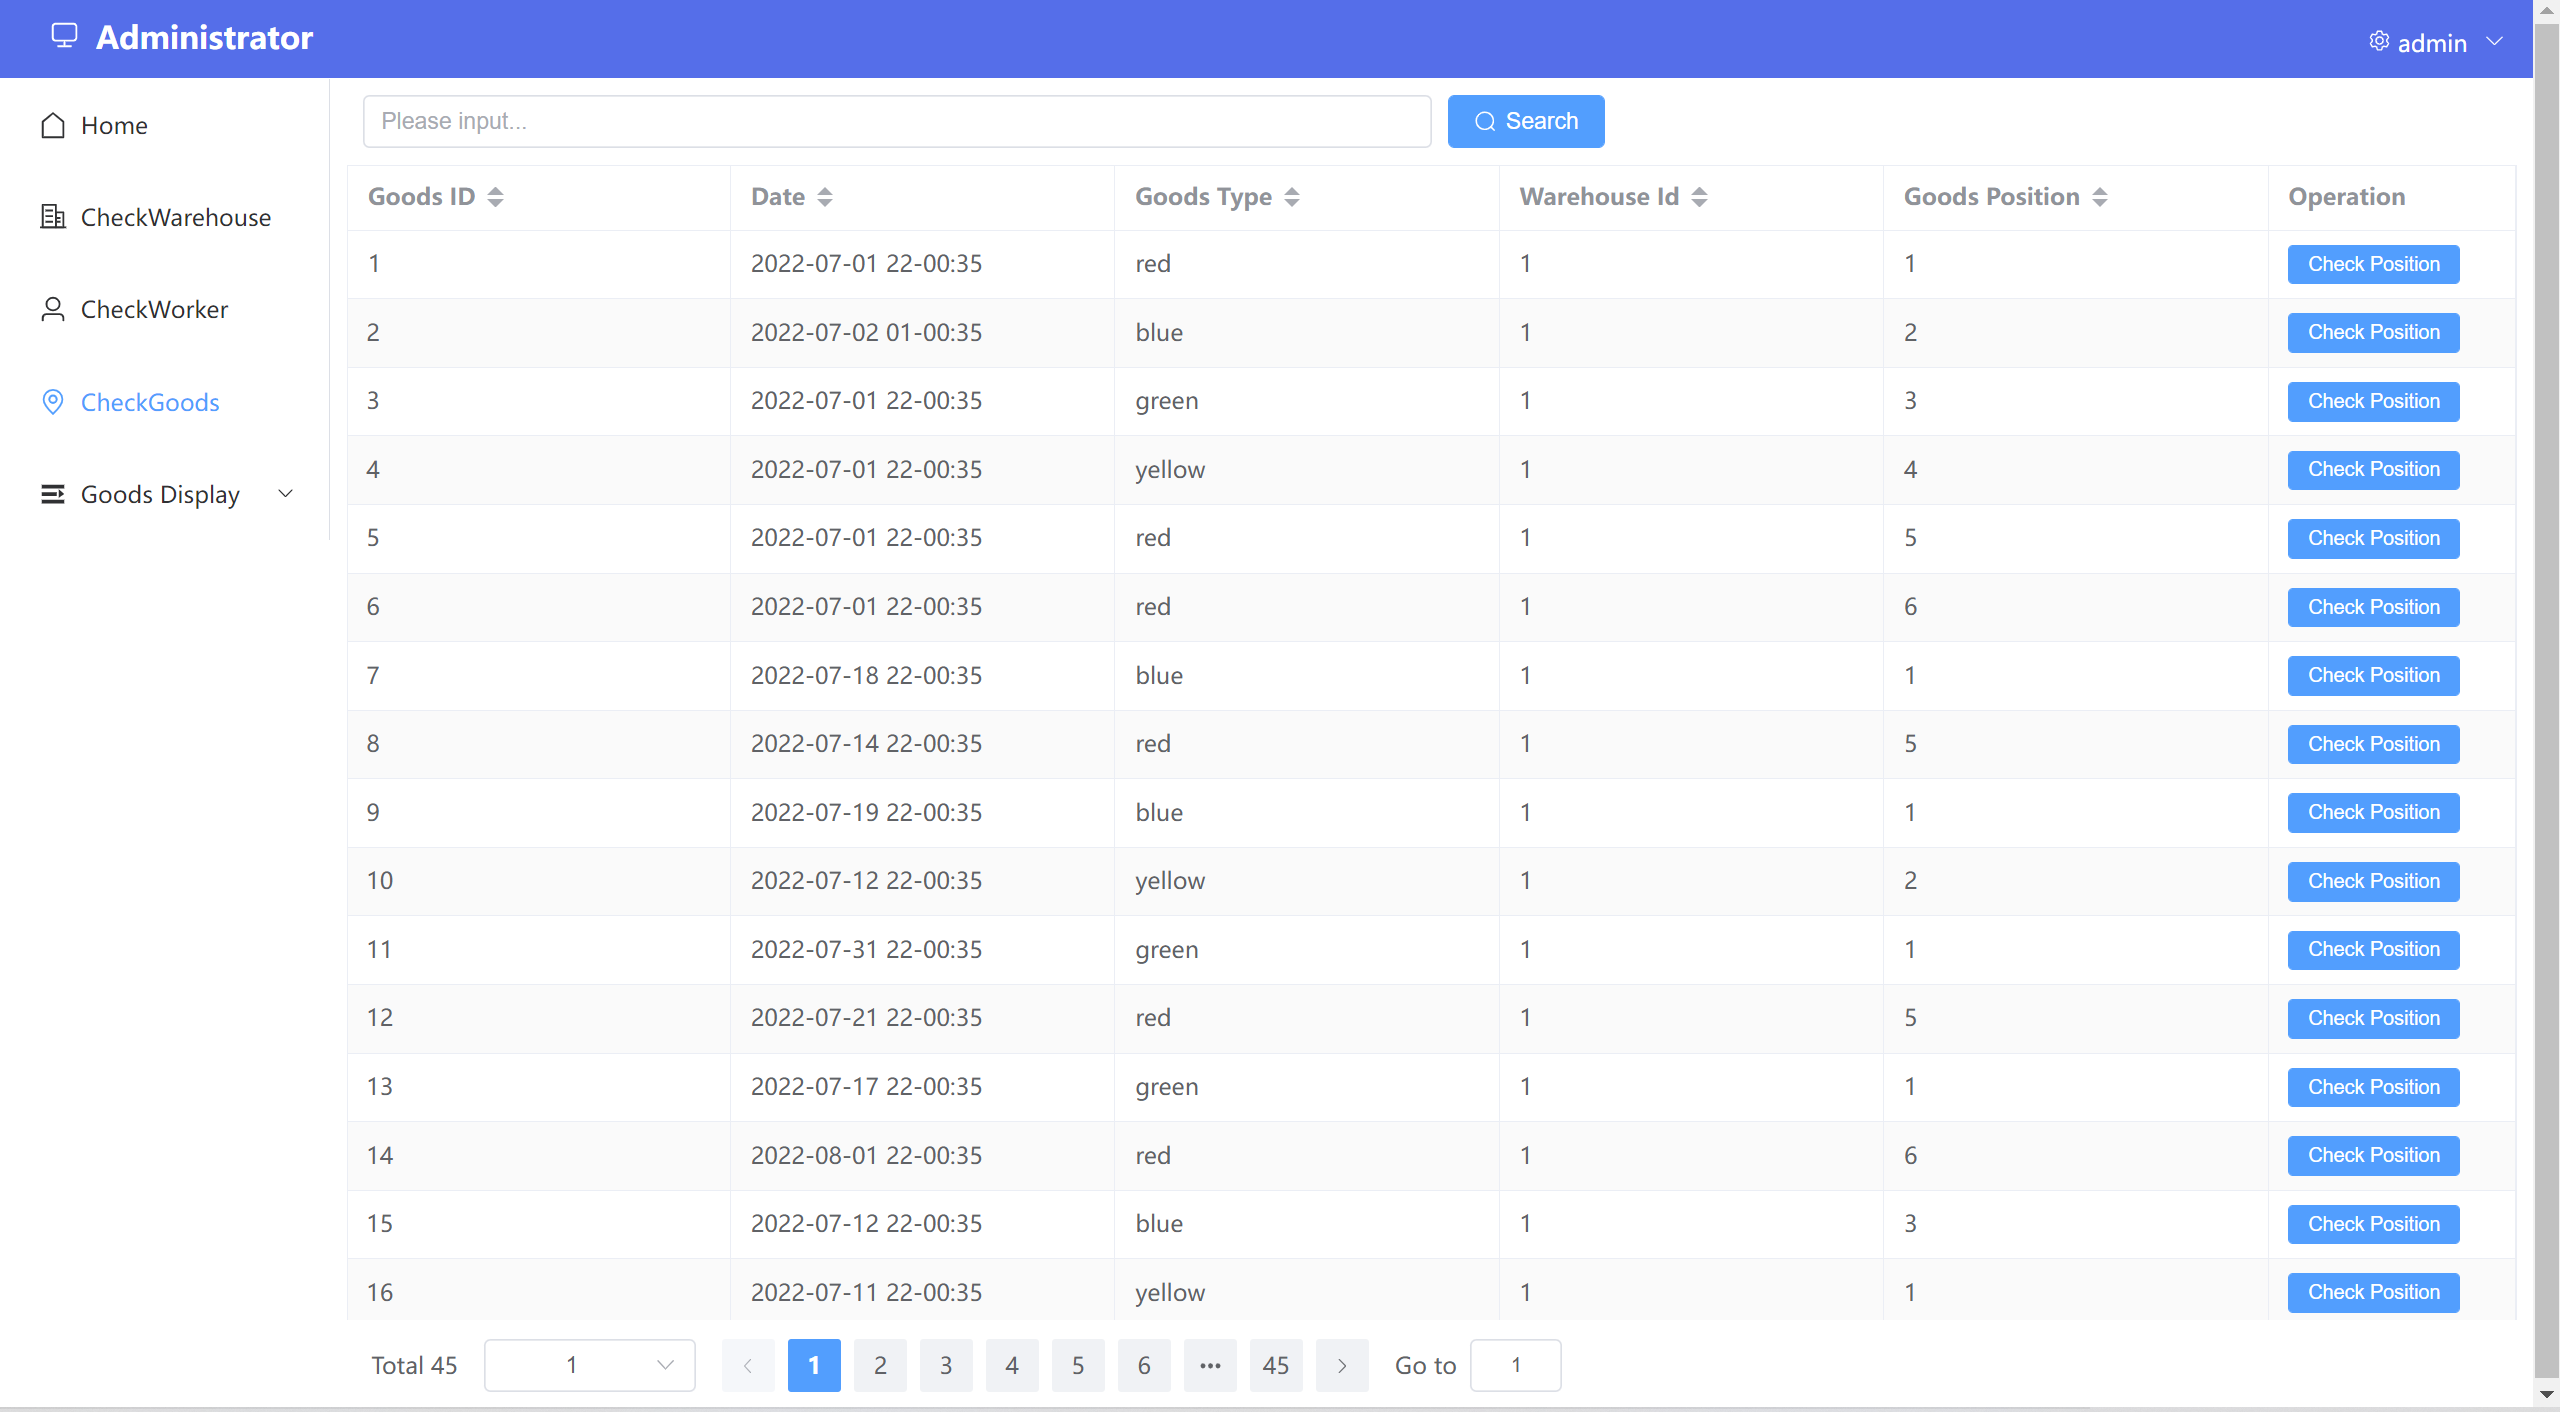 Administrator
admin
Home
CheckWarehouse
CheckWorker
CheckGoods
Goods Display
Please input...
Search
Goods ID Date Goods Type Warehouse Id Goods Position Operation
1 2022-07-01 22-00:35 red 1 1 Check Position
2 2022-07-02 01-00:35 blue 1 2 Check Position
3 2022-07-01 22-00:35 green 1 3 Check Position
4 2022-07-01 22-00:35 yellow 1 4 Check Position
5 2022-07-01 22-00:35 red 1 5 Check Position
6 2022-07-01 22-00:35 red 1 6 Check Position
7 2022-07-18 22-00:35 blue 1 1 Check Position
8 2022-07-14 22-00:35 red 1 5 Check Position
9 2022-07-19 22-00:35 blue 1 1 Check Position
10 2022-07-12 22-00:35 yellow 1 2 Check Position
11 2022-07-31 22-00:35 green 1 1 Check Position
12 2022-07-21 22-00:35 red 1 5 Check Position
13 2022-07-17 22-00:35 green 1 1 Check Position
14 2022-08-01 22-00:35 red 1 6 Check Position
15 2022-07-12 22-00:35 blue 1 3 Check Position
16 2022-07-11 22-00:35 yellow 1 1 Check Position
Total 45 1 1 2 3 4 5 6 ••• 45 Go to 1